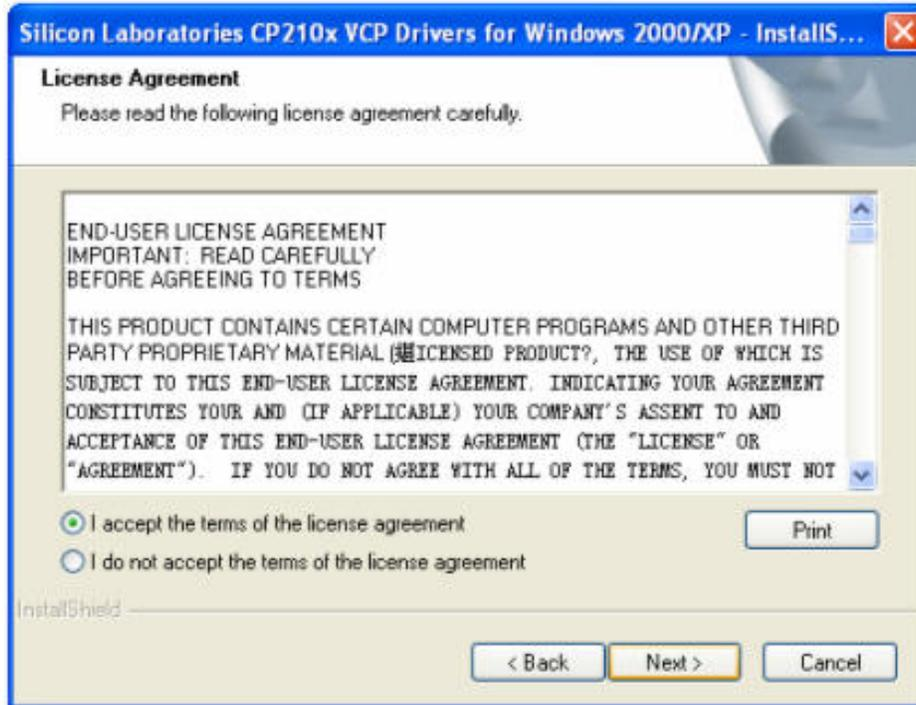 Silicon Laboratories CP210x VCP Drivers for Windows 2000/XP - InstallS...
License Agreement
Please read the following license agreement carefully.
END-USER LICENSE AGREEMENT
IMPORTANT: READ CAREFULLY
BEFORE AGREEING TO TERMS
THIS PRODUCT CONTAINS CERTAIN COMPUTER PROGRAMS AND OTHER THIRD
PARTY PROPRIETARY MATERIAL ICENSED PRODUCT?, THE USE OF WHICH IS
SUBJECT TO THIS END-USER LICENSE AGREEMENT. INDICATING YOUR AGREEMENT
CONSTITUTES YOUR AND (IF APPLICABLE) YOUR COMPANY'S ASSENT TO AND
ACCEPTANCE OF THIS END-USER LICENSE AGREEMENT (THE "LICENSE" OR
"AGREEMENT"). IF YOU DO NOT AGREE WITH ALL OF THE TERMS, YOU MUST NOT
I accept the terms of the license agreement
Print
I do not accept the terms of the license agreement
InstallShield
< Back
Next >
Cancel